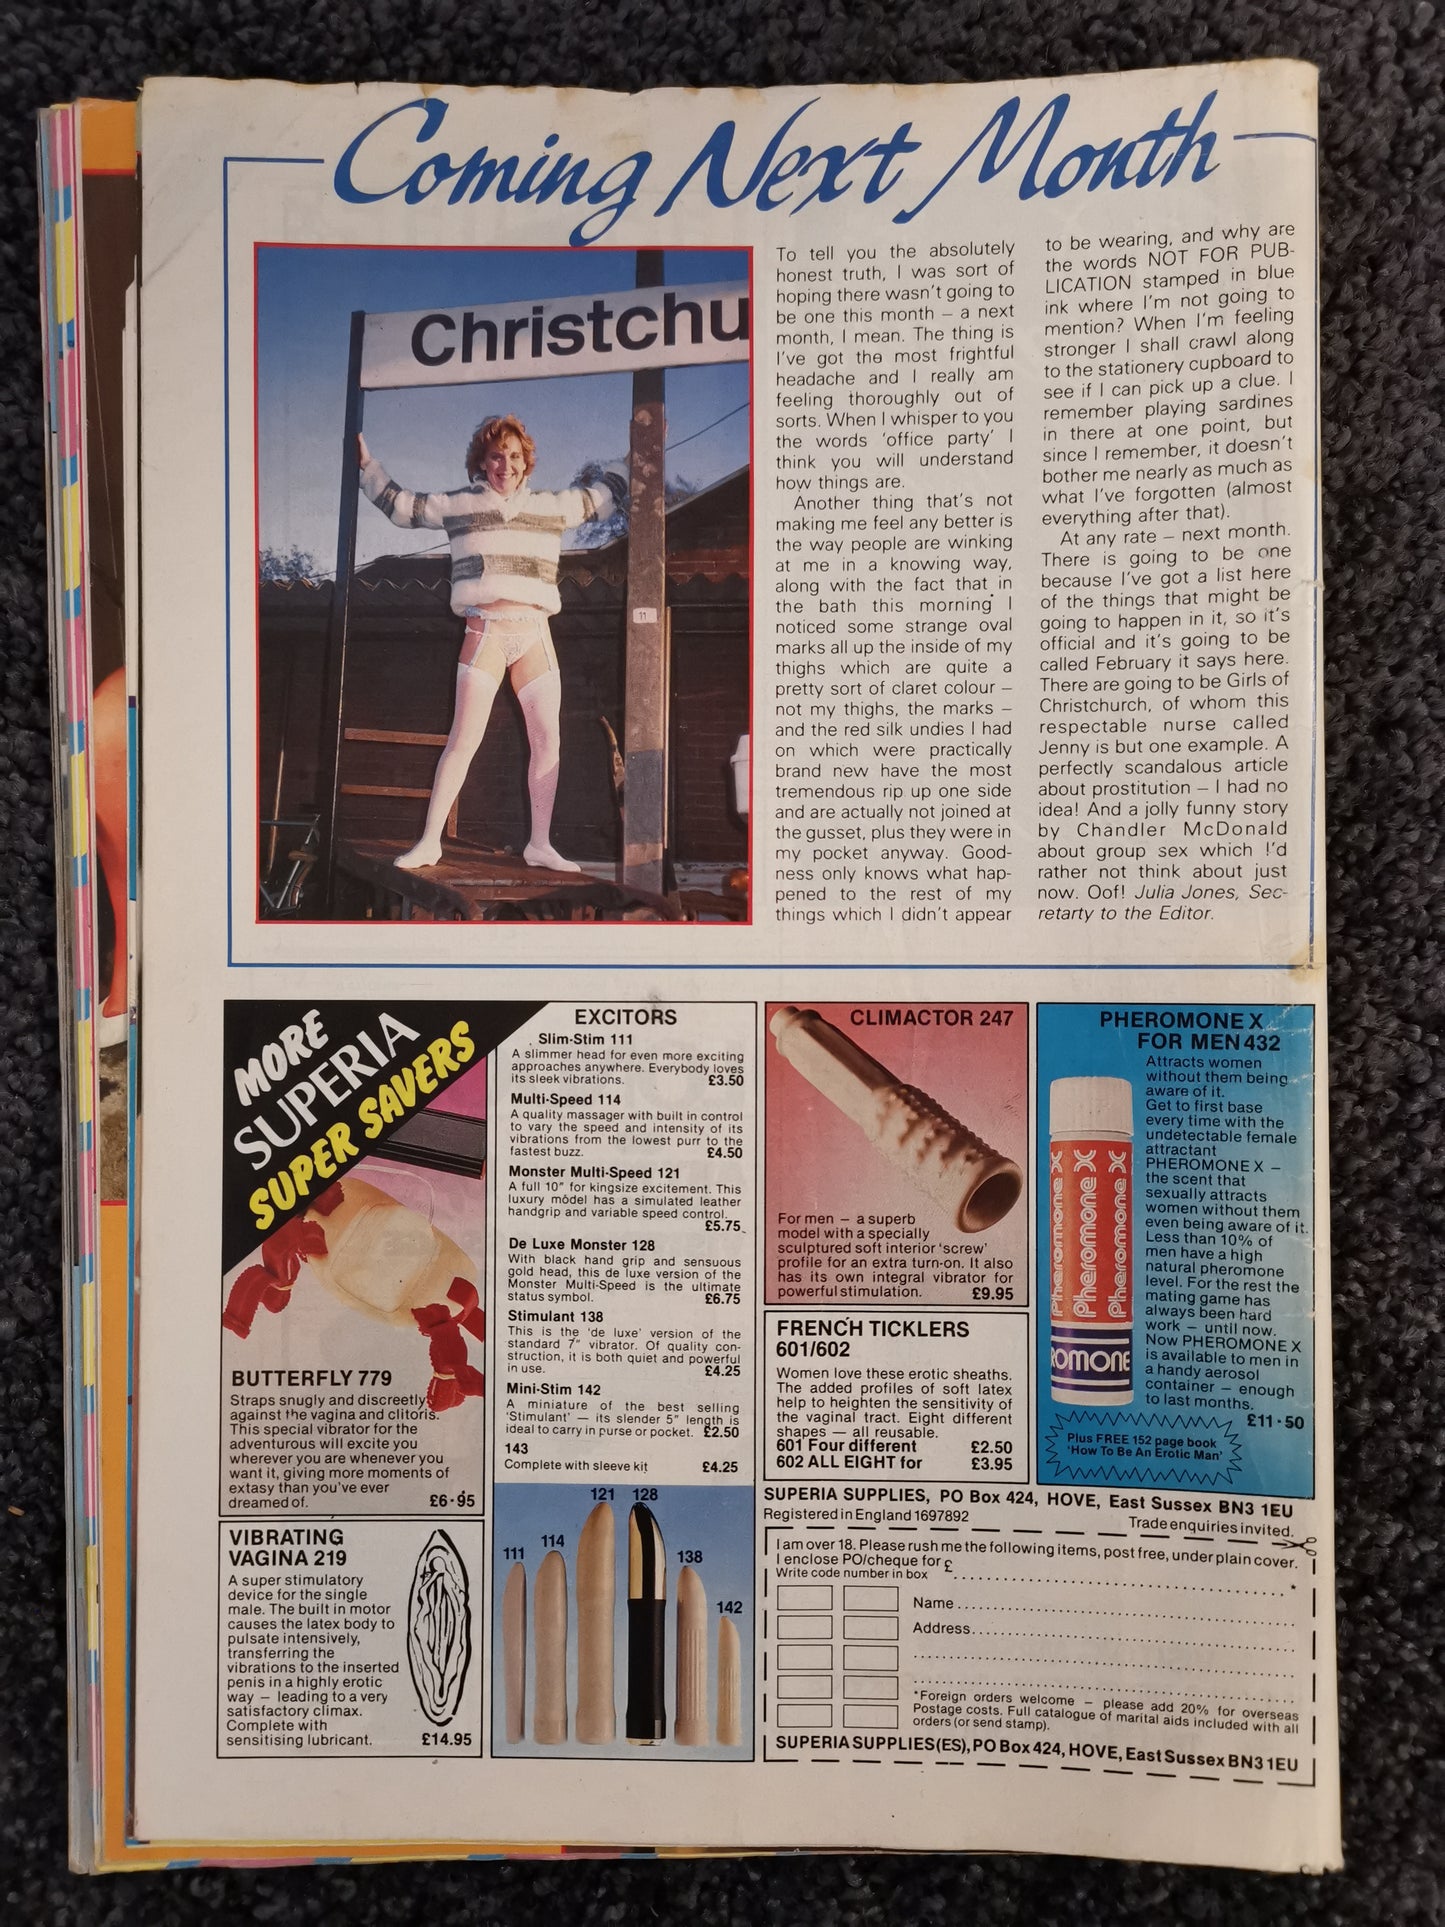 Coming Next Month
Christchu
11
To tell you the absolutely
honest truth, I was sort of
hoping there wasn't going to
be one this month – a next
month, I mean. The thing is
I've got the most frightful
headache and I really am
feeling thoroughly out of
sorts. When I whisper to you
the words 'office party' I
think you will understand
how things are.
Another thing that's not
making me feel any better is
the way people are winking
at me in a knowing way,
along with the fact that in
the bath this morning I
noticed some strange oval
marks all up the inside of my
thighs which are quite a
pretty sort of claret colour –
not my thighs, the marks –
and the red silk undies I had
on which were practically
brand new have the most
tremendous rip up one side
and are actually not joined at
the gusset, plus they were in
my pocket anyway. Good-
ness only knows what hap-
pened to the rest of my
things which I didn't appear
to be wearing, and why are
the words NOT FOR PUB-
LICATION stamped in blue
ink where I'm not going to
mention? When I'm feeling
stronger I shall crawl along
to the stationery cupboard to
see if I can pick up a clue. I
remember playing sardines
in there at one point, but
since I remember, it doesn't
bother me nearly as much as
what I've forgotten (almost
everything after that).
At any rate – next month.
There is going to be one
because I've got a list here
of the things that might be
going to happen in it, so it's
official and it's going to be
called February it says here.
There are going to be Girls of
Christchurch, of whom this
respectable nurse called
Jenny is but one example. A
perfectly scandalous article
about prostitution – I had no
idea! And a jolly funny story
by Chandler McDonald
about group sex which I'd
rather not think about just
now. Oof! Julia Jones, Sec-
retarty to the Editor.
MORE
SUPERIA
SUPER SAVERS
BUTTERFLY 779
Straps snugly and discreetly
against the vagina and clitoris.
This special vibrator for the
adventurous will excite you
wherever you are whenever you
want it, giving more moments of
extasy than you've ever
dreamed of. £6·95
VIBRATING
VAGINA 219
A super stimulatory
device for the single
male. The built in motor
causes the latex body to
pulsate intensively,
transferring the
vibrations to the inserted
penis in a highly erotic
way – leading to a very
satisfactory climax.
Complete with
sensitising lubricant. £14.95
EXCITORS
Slim-Stim 111
A slimmer head for even more exciting
approaches anywhere. Everybody loves
its sleek vibrations. £3.50
Multi-Speed 114
A quality massager with built in control
to vary the speed and intensity of its
vibrations from the lowest purr to the
fastest buzz. £4.50
Monster Multi-Speed 121
A full 10" for kingsize excitement. This
luxury model has a simulated leather
handgrip and variable speed control.
£5.75
De Luxe Monster 128
With black hand grip and sensuous
gold head, this de luxe version of the
Monster Multi-Speed is the ultimate
status symbol. £6.75
Stimulant 138
This is the 'de luxe' version of the
standard 7" vibrator. Of quality con-
struction, it is both quiet and powerful
in use. £4.25
Mini-Stim 142
A miniature of the best selling
'Stimulant' – its slender 5" length is
ideal to carry in purse or pocket. £2.50
143
Complete with sleeve kit £4.25
111
114
121
128
138
142
CLIMACTOR 247
For men – a superb
model with a specially
sculptured soft interior 'screw'
profile for an extra turn-on. It also
has its own integral vibrator for
powerful stimulation. £9.95
FRENCH TICKLERS
601/602
Women love these erotic sheaths.
The added profiles of soft latex
help to heighten the sensitivity of
the vaginal tract. Eight different
shapes — all reusable.
601 Four different £2.50
602 ALL EIGHT for £3.95
PHEROMONE X
FOR MEN 432
Attracts women
without them being
aware of it.
Get to first base
every time with the
undetectable female
attractant
PHEROMONE X –
the scent that
sexually attracts
women without them
even being aware of it.
Less than 10% of
men have a high
natural pheromone
level. For the rest the
mating game has
always been hard
work – until now.
Now PHEROMONE X
is available to men in
a handy aerosol
container – enough
to last months.
£11·50
Pheromone X
Pheromone X
Pheromone X
romone
Plus FREE 152 page book
'How To Be An Erotic Man'
SUPERIA SUPPLIES, PO Box 424, HOVE, East Sussex BN3 1EU
Registered in England 1697892 Trade enquiries invited.
I am over 18. Please rush me the following items, post free, under plain cover.
I enclose PO/cheque for £ *
Write code number in box
Name
Address
*Foreign orders welcome – please add 20% for overseas
Postage costs. Full catalogue of marital aids included with all
orders (or send stamp).
SUPERIA SUPPLIES (ES), PO Box 424, HOVE, East Sussex BN3 1EU